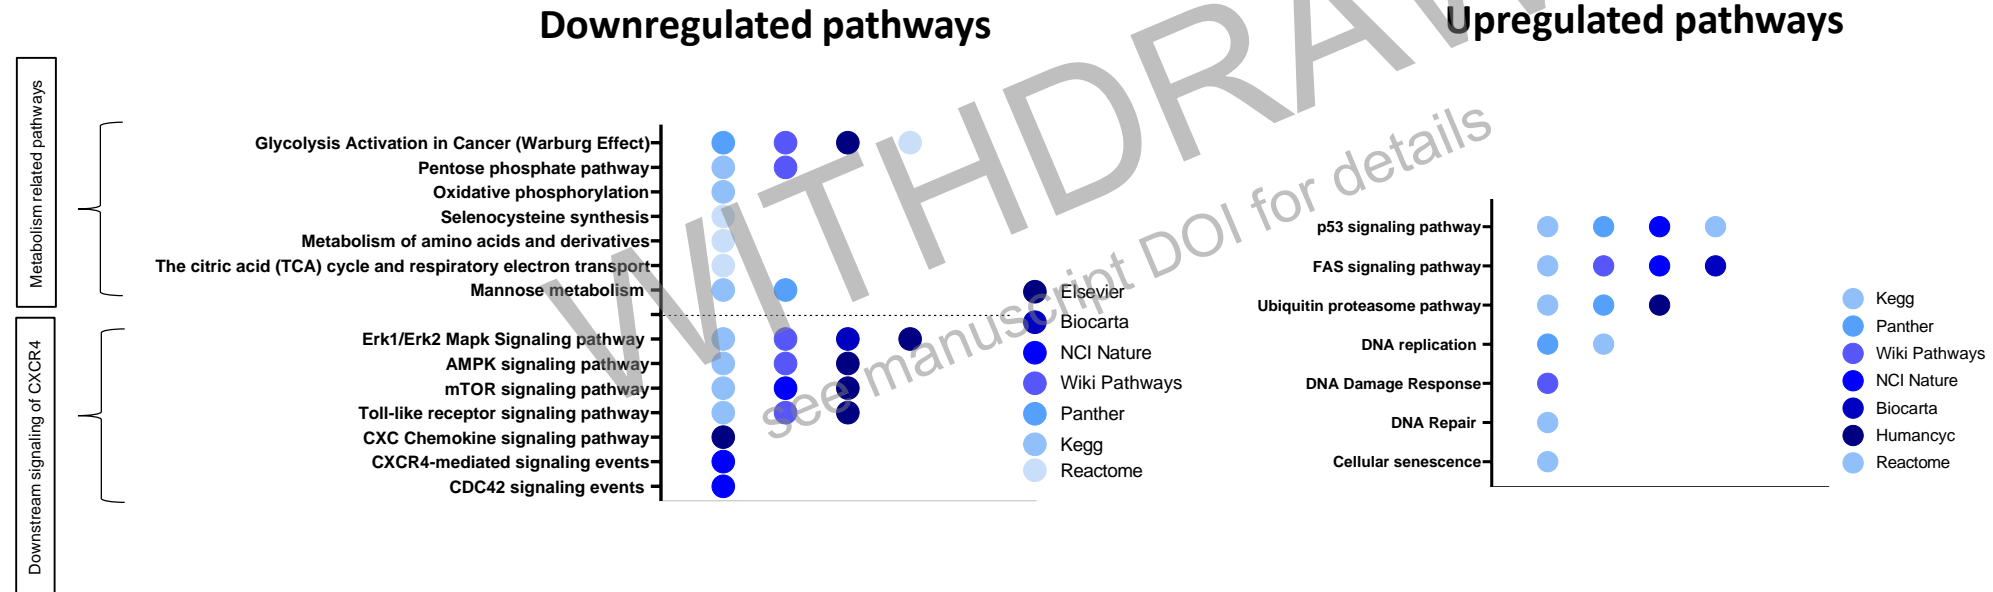 Downregulated pathways
Metabolism related pathways
Glycolysis Activation in Cancer (Warburg Effect)
Pentose phosphate pathway
Oxidative phosphorylation
Selenocysteine synthesis
Metabolism of amino acids and derivatives
The citric acid (TCA) cycle and respiratory electron transport
Mannose metabolism
Downstream signaling of CXCR4
Erk1/Erk2 Mapk Signaling pathway
AMPK signaling pathway
mTOR signaling pathway
Toll-like receptor signaling pathway
CXC Chemokine signaling pathway
CXCR4-mediated signaling events
CDC42 signaling events
Elsevier
Biocarta
NCI Nature
Wiki Pathways
Panther
Kegg
Reactome
Upregulated pathways
p53 signaling pathway
FAS signaling pathway
Ubiquitin proteasome pathway
DNA replication
DNA Damage Response
DNA Repair
Cellular senescence
Kegg
Panther
Wiki Pathways
NCI Nature
Biocarta
Humancyc
Reactome
WITHDRAW
see manuscript DOI for details